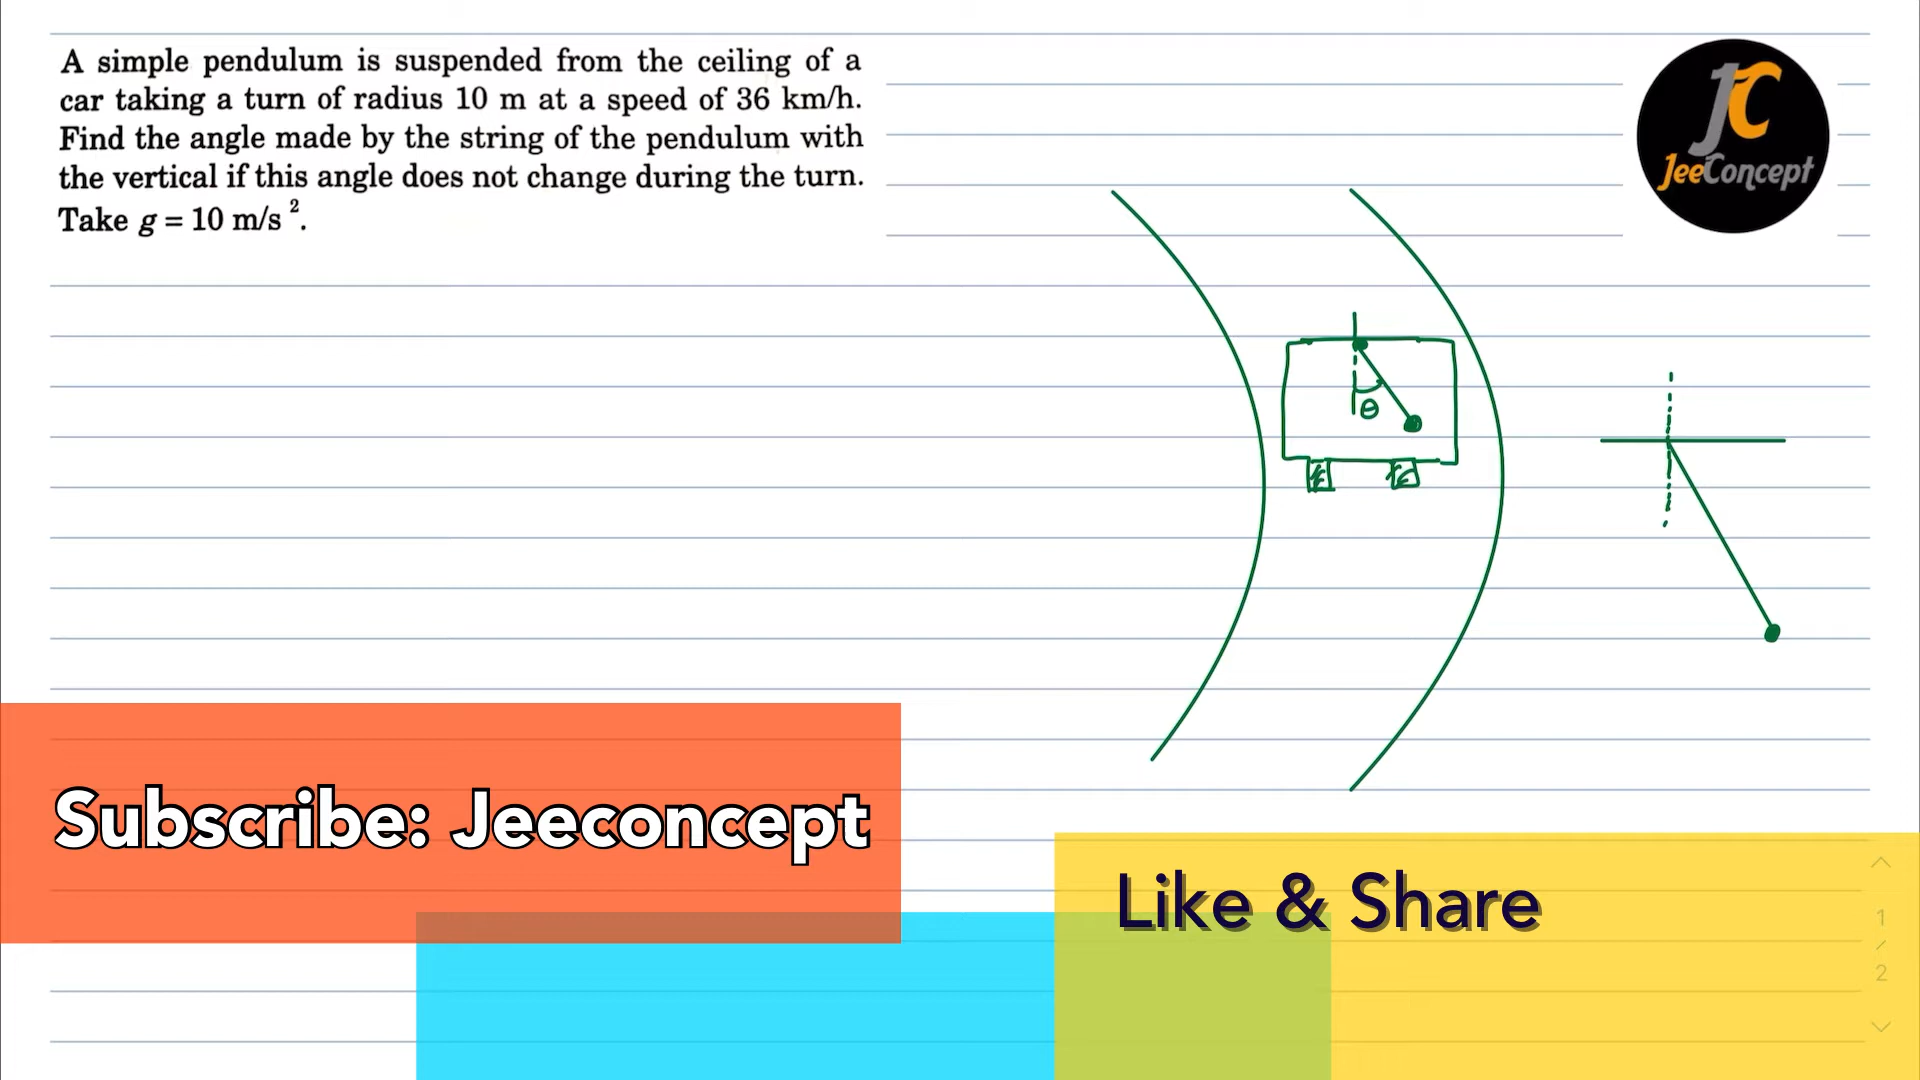 A simple pendulum is suspended from the ceiling of a
car taking a turn of radius 10 m at a speed of 36 km/h.
Find the angle made by the string of the pendulum with
the vertical if this angle does not change during the turn.
Take g = 10 m/s².
JC
JeeConcept
θ
Subscribe: Jeeconcept
Like & Share
1
/
2